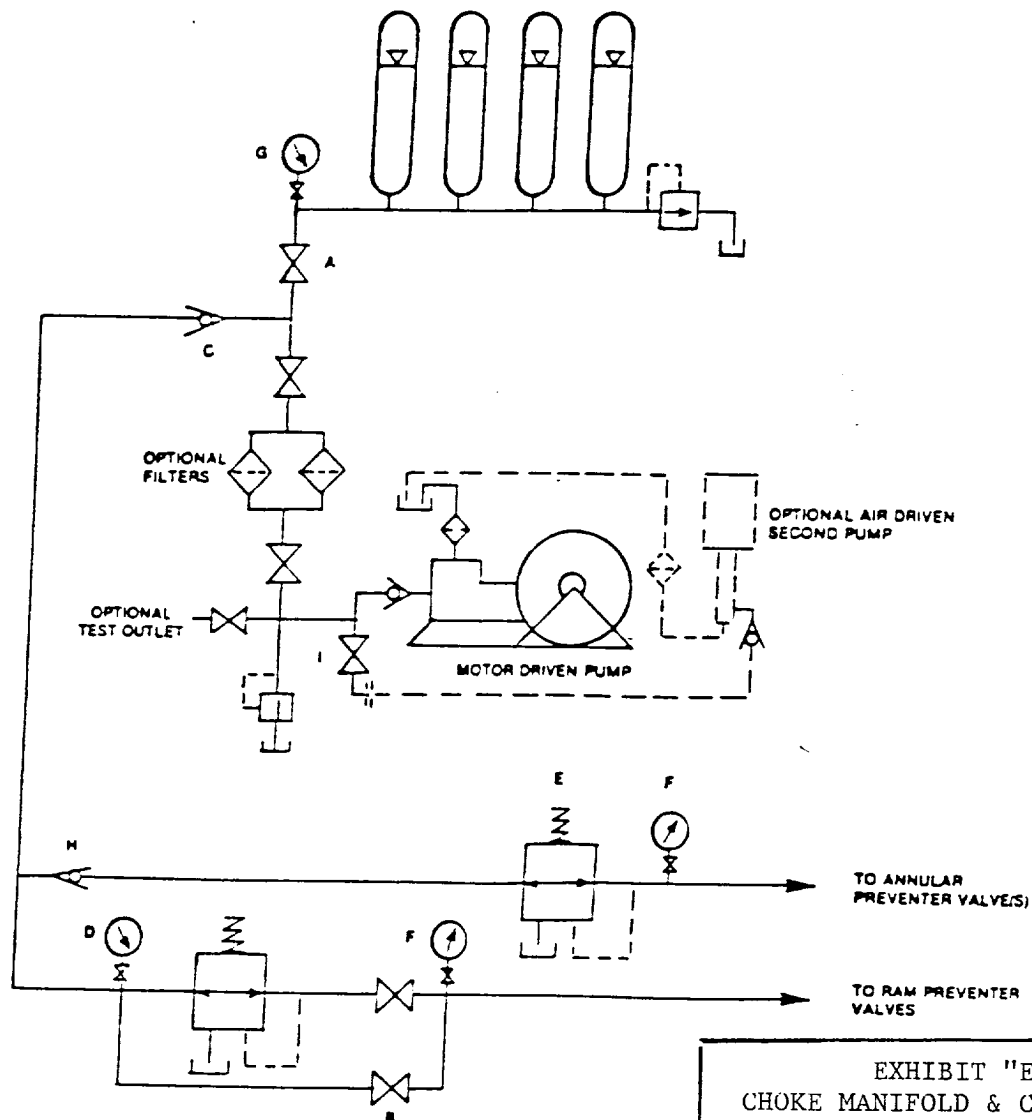 G
A
C
OPTIONAL
FILTERS
OPTIONAL AIR DRIVEN
SECOND PUMP
OPTIONAL
TEST OUTLET
I
MOTOR DRIVEN PUMP
E
F
H
TO ANNULAR
PREVENTER VALVE(S)
D
F
TO RAM PREVENTER
VALVES
EXHIBIT "E
CHOKE MANIFOLD & C